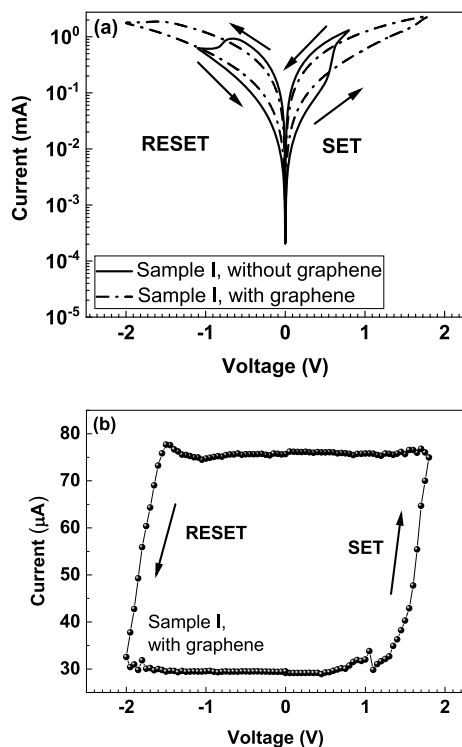 (a)
10⁰
10⁻¹
10⁻²
10⁻³
10⁻⁴
10⁻⁵
Current (mA)
RESET
SET
Sample I, without graphene
Sample I, with graphene
-2 -1 0 1 2
Voltage (V)
(b)
80
70
60
50
40
30
Current (μA)
RESET
SET
Sample I,
with graphene
-2 -1 0 1 2
Voltage (V)